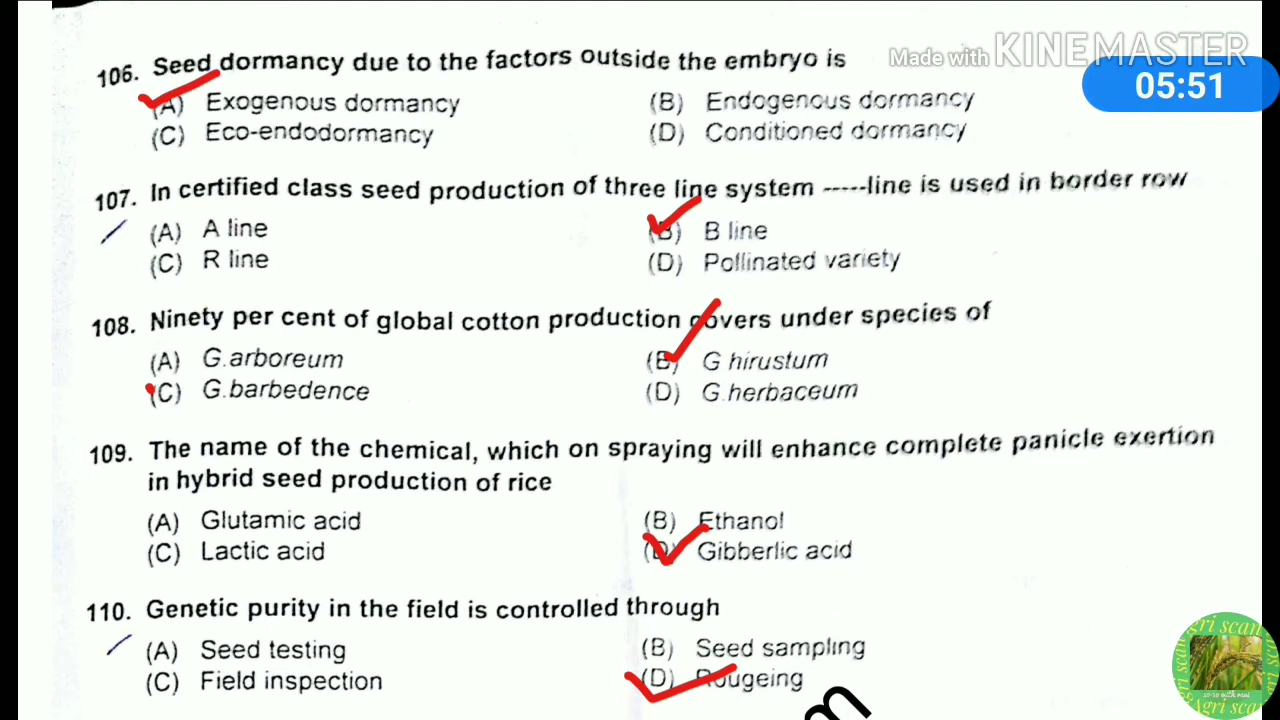 Made with KINEMASTER
05:51
106. Seed dormancy due to the factors outside the embryo is
(A) Exogenous dormancy (B) Endogenous dormancy
(C) Eco-endodormancy (D) Conditioned dormancy
107. In certified class seed production of three line system -----line is used in border row
(A) A line (B) B line
(C) R line (D) Pollinated variety
108. Ninety per cent of global cotton production covers under species of
(A) G.arboreum (B) G hirustum
(C) G.barbedence (D) G.herbaceum
109. The name of the chemical, which on spraying will enhance complete panicle exertion
in hybrid seed production of rice
(A) Glutamic acid (B) Ethanol
(C) Lactic acid (D) Gibberlic acid
110. Genetic purity in the field is controlled through
(A) Seed testing (B) Seed sampling
(C) Field inspection (D) Rougeing
Agri scan